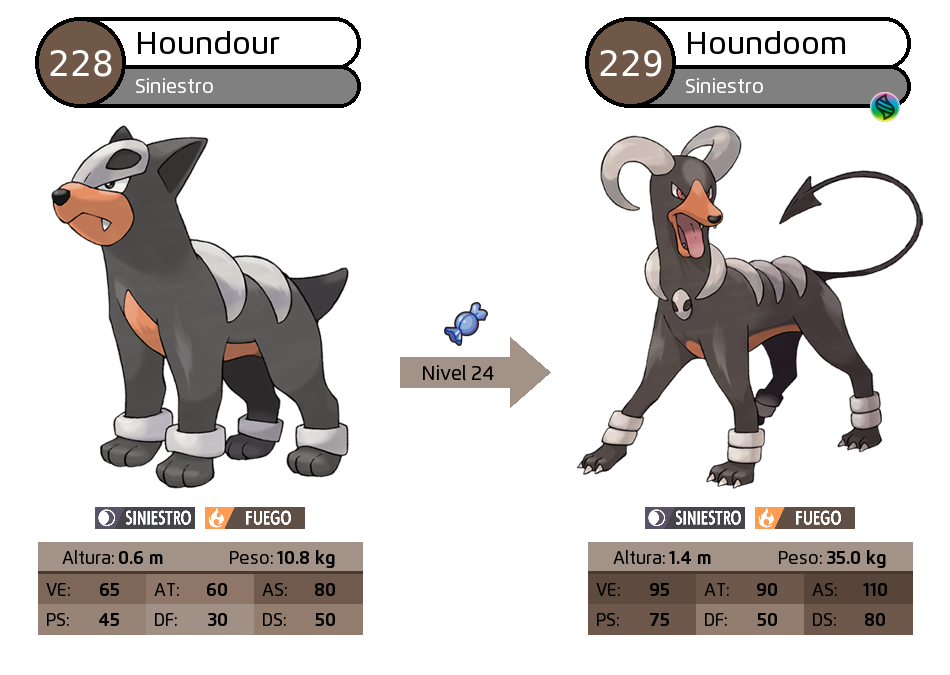 228 Houndour
Siniestro
229 Houndoom
Siniestro
Nivel 24
SINIESTRO FUEGO
Altura: 0.6 m Peso: 10.8 kg
VE: 65 AT: 60 AS: 80
PS: 45 DF: 30 DS: 50
SINIESTRO FUEGO
Altura: 1.4 m Peso: 35.0 kg
VE: 95 AT: 90 AS: 110
PS: 75 DF: 50 DS: 80